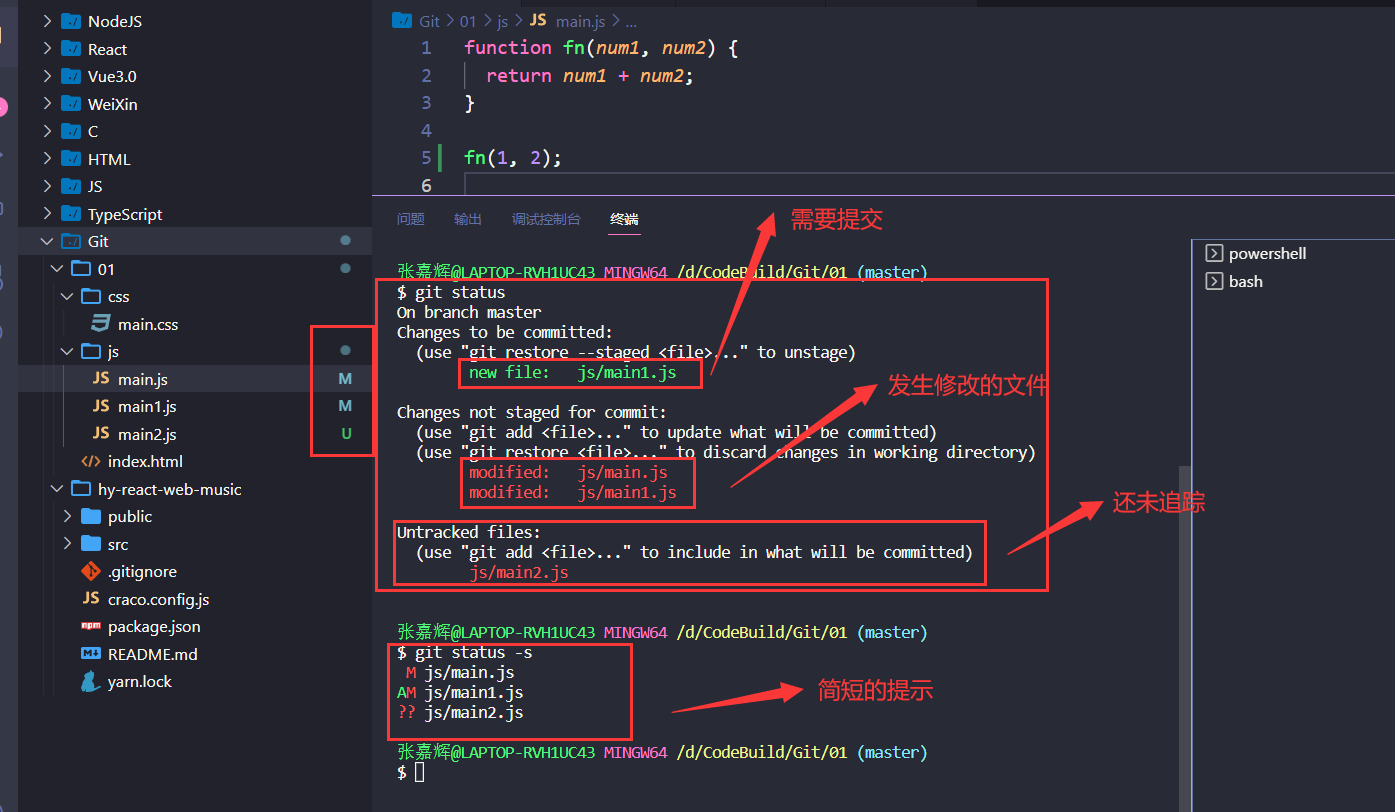 NodeJS
React
Vue3.0
WeiXin
C
HTML
JS
TypeScript
Git
01
css
main.css
js
JS main.js M
JS main1.js M
JS main2.js U
index.html
hy-react-web-music
public
src
.gitignore
JS craco.config.js
npm package.json
README.md
yarn.lock
Git > 01 > js > JS main.js > ...
1 function fn(num1, num2) {
2 return num1 + num2;
3 }
4
5 fn(1, 2);
6
问题 输出 调试控制台 终端
需要提交
张嘉辉@LAPTOP-RVH1UC43 MINGW64 /d/CodeBuild/Git/01 (master)
$ git status
On branch master
Changes to be committed:
(use "git restore --staged <file>..." to unstage)
new file: js/main1.js
发生修改的文件
Changes not staged for commit:
(use "git add <file>..." to update what will be committed)
(use "git restore <file>..." to discard changes in working directory)
modified: js/main.js
modified: js/main1.js
还未追踪
Untracked files:
(use "git add <file>..." to include in what will be committed)
js/main2.js
张嘉辉@LAPTOP-RVH1UC43 MINGW64 /d/CodeBuild/Git/01 (master)
$ git status -s
M js/main.js
AM js/main1.js
?? js/main2.js
简短的提示
张嘉辉@LAPTOP-RVH1UC43 MINGW64 /d/CodeBuild/Git/01 (master)
$
powershell
bash